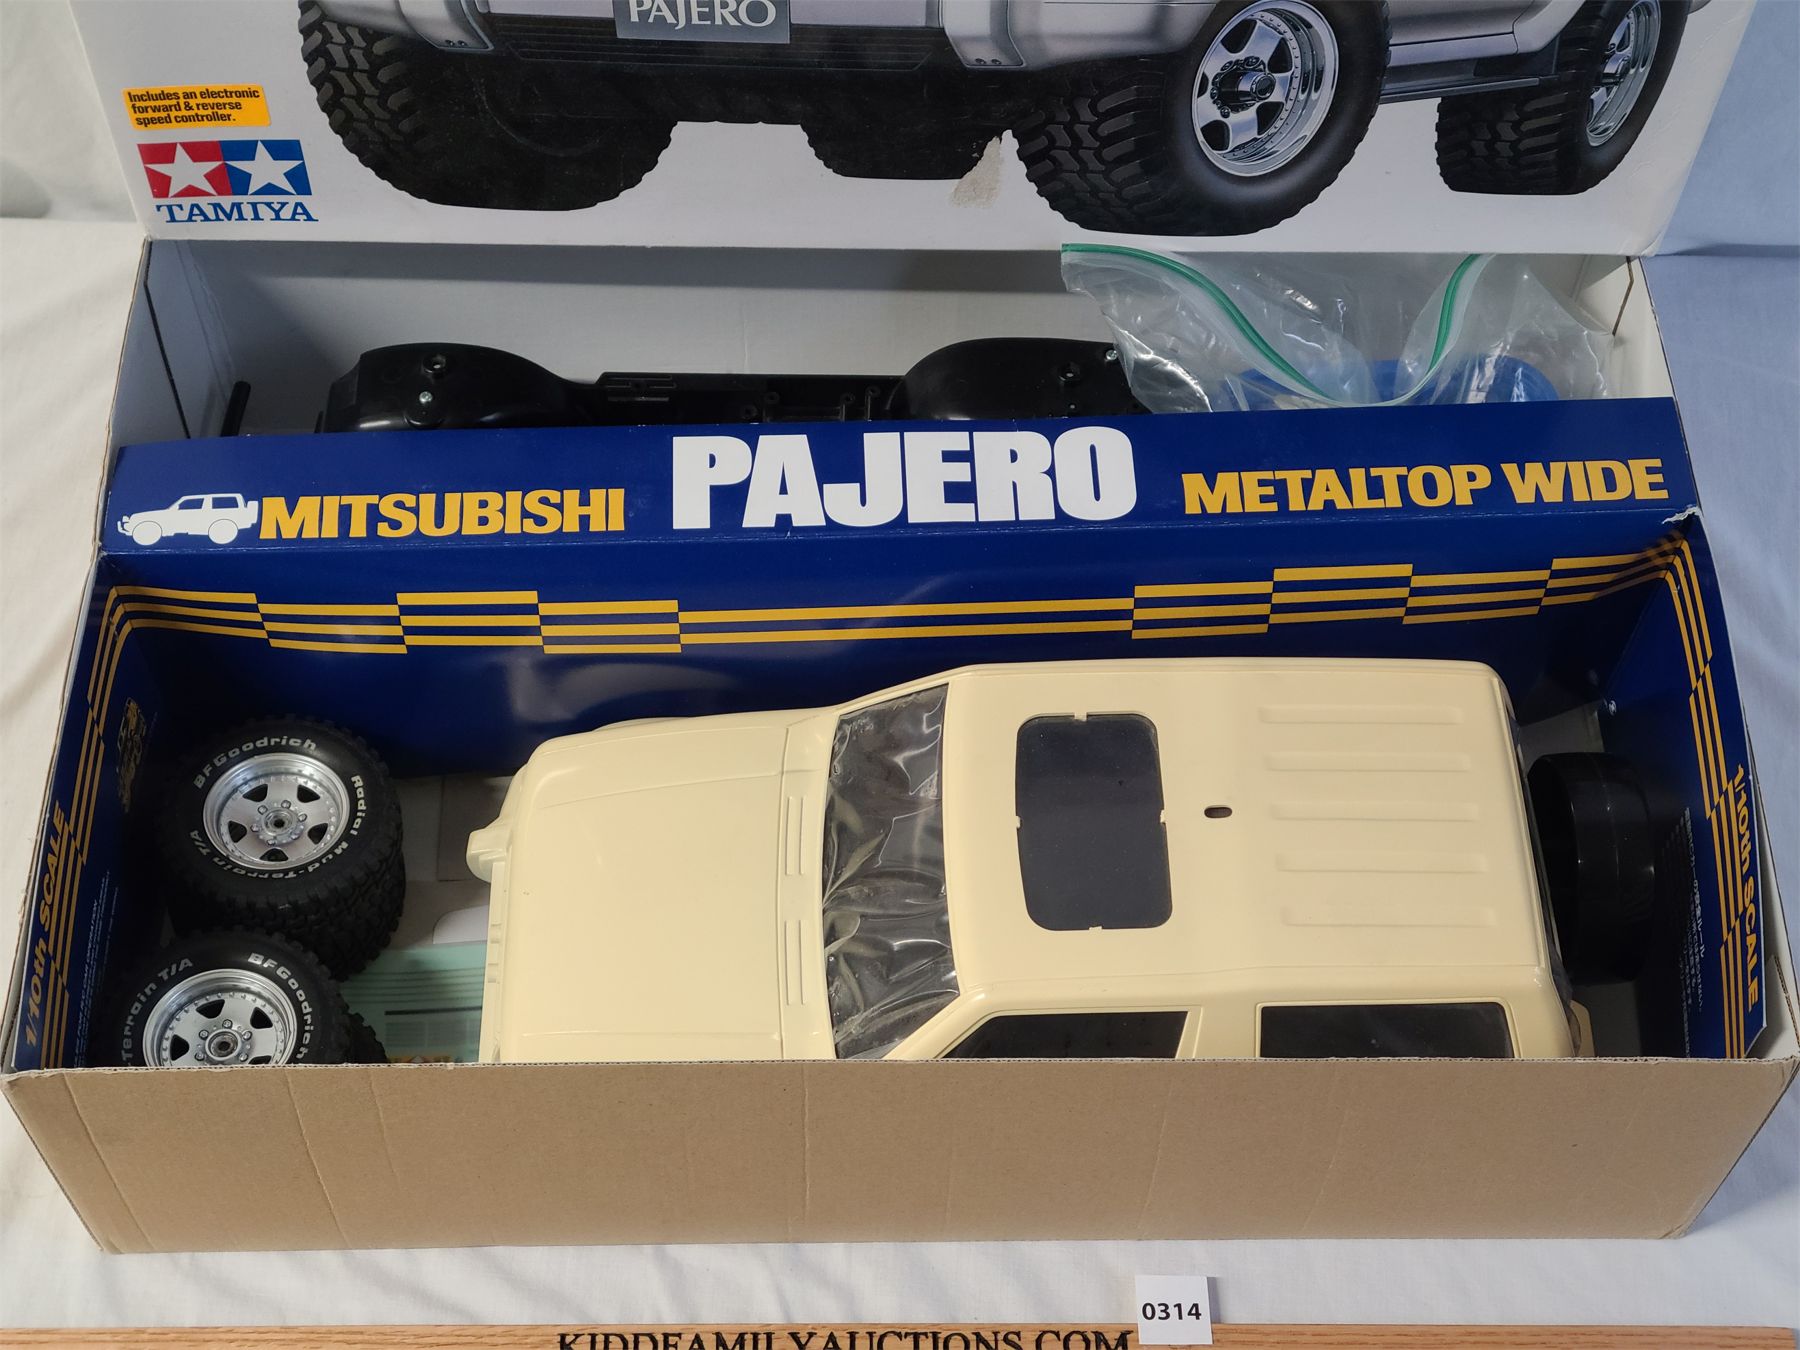 PAJERO
Includes an electronic
forward & reverse
speed controller.
TAMIYA
MITSUBISHI PAJERO METALTOP WIDE
BFGoodrich
Radial Mud-Terrain T/A
BFGoodrich
-Terrain T/A
1/10th SCALE
1/10th SCALE
0314
KIDDFAMILYAUCTIONS.COM